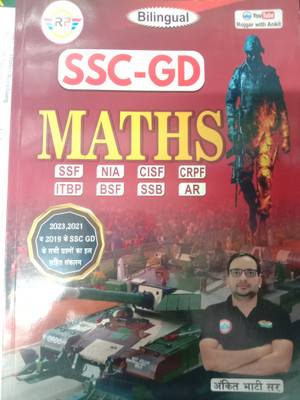 RP
Bilingual
YouTube
Rojgar with Ankit
SSC-GD
MATHS
SSF NIA CISF CRPF
ITBP BSF SSB AR
2023,2021
व 2019 के SSC GD
के सभी प्रश्नों का हल
सहित संकलन
अंकित भाटी सर